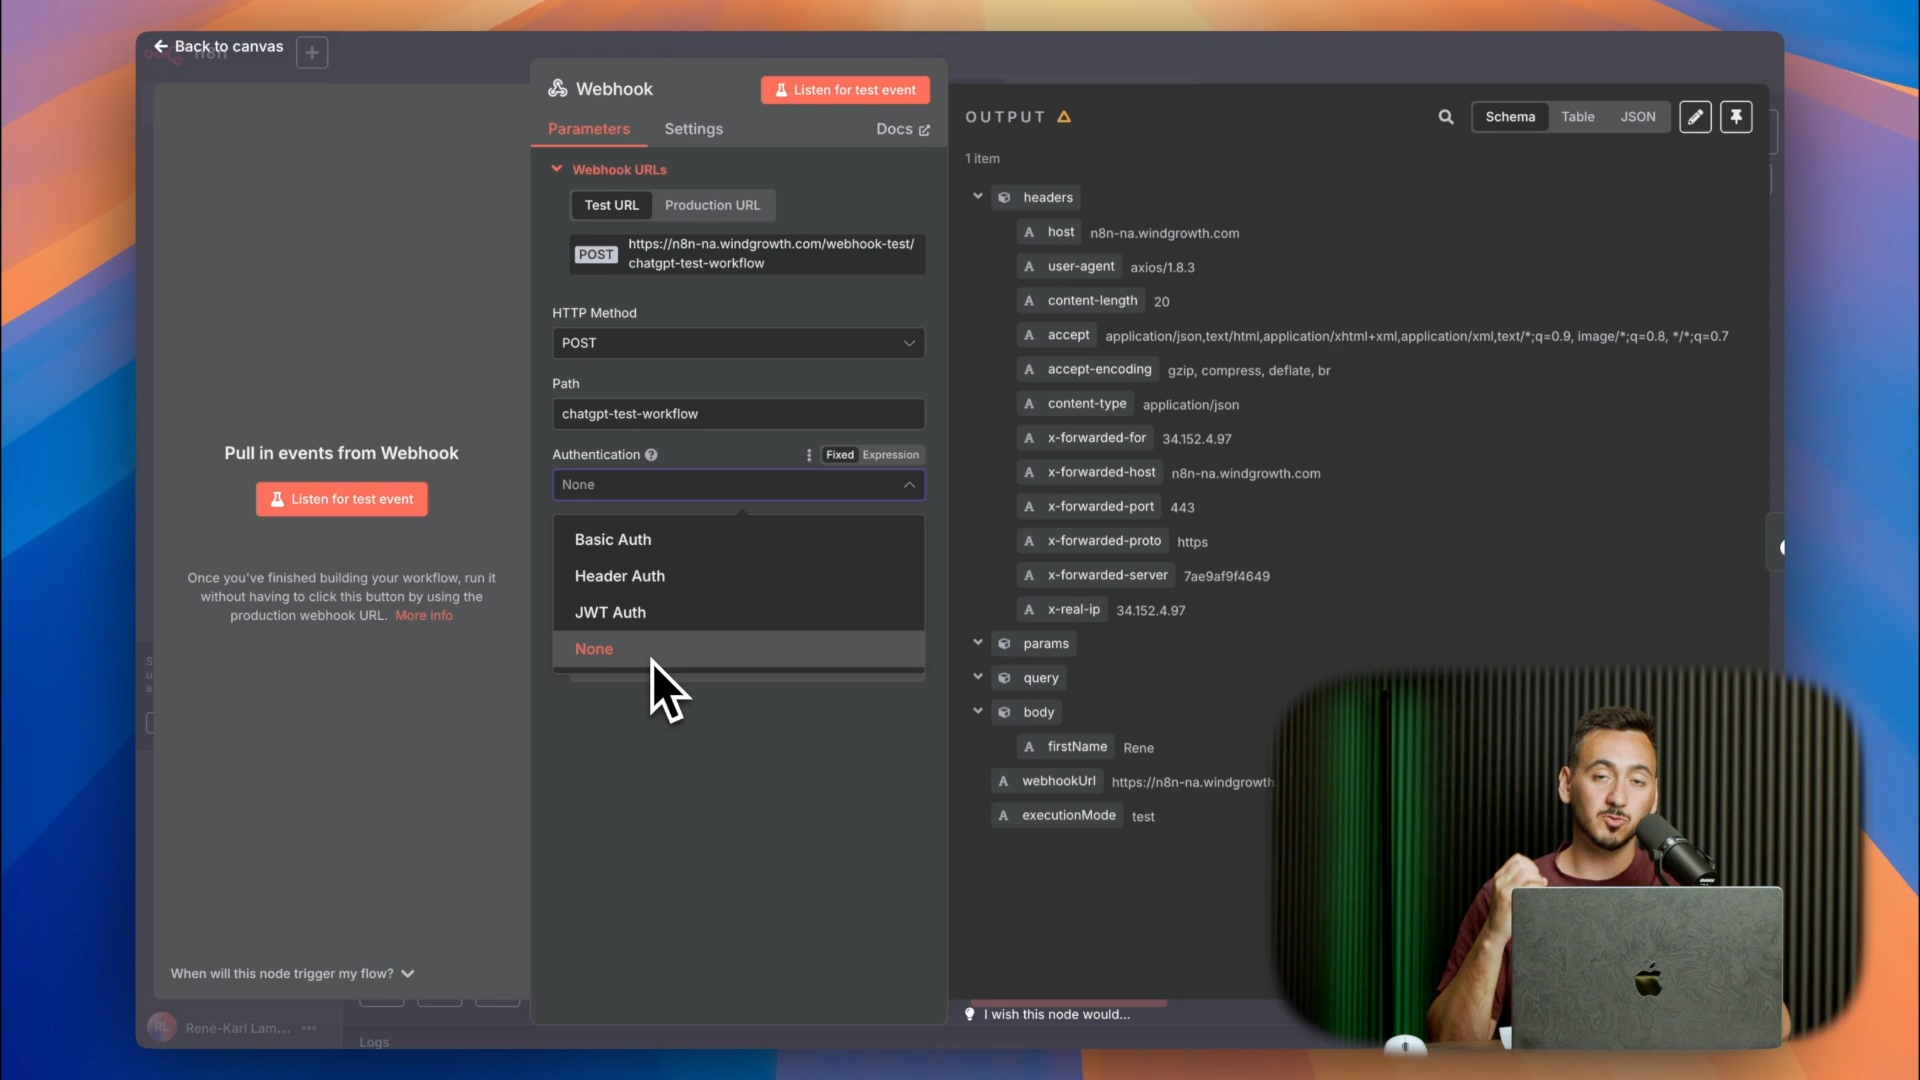 Back to canvas
n8n
Webhook
Listen for test event
Parameters
Settings
Docs
Webhook URLs
Test URL
Production URL
POST
https://n8n-na.windgrowth.com/webhook-test/
chatgpt-test-workflow
HTTP Method
POST
Path
chatgpt-test-workflow
Authentication
Fixed
Expression
None
Basic Auth
Header Auth
JWT Auth
None
Pull in events from Webhook
Listen for test event
Once you've finished building your workflow, run it
without having to click this button by using the
production webhook URL. More info
When will this node trigger my flow?
RL
René-Karl Lam...
Logs
OUTPUT
Schema
Table
JSON
1 item
headers
A host n8n-na.windgrowth.com
A user-agent axios/1.8.3
A content-length 20
A accept application/json,text/html,application/xhtml+xml,application/xml,text/*;q=0.9, image/*;q=0.8, */*;q=0.7
A accept-encoding gzip, compress, deflate, br
A content-type application/json
A x-forwarded-for 34.152.4.97
A x-forwarded-host n8n-na.windgrowth.com
A x-forwarded-port 443
A x-forwarded-proto https
A x-forwarded-server 7ae9af9f4649
A x-real-ip 34.152.4.97
params
query
body
A firstName Rene
A webhookUrl https://n8n-na.windgrowth
A executionMode test
I wish this node would...